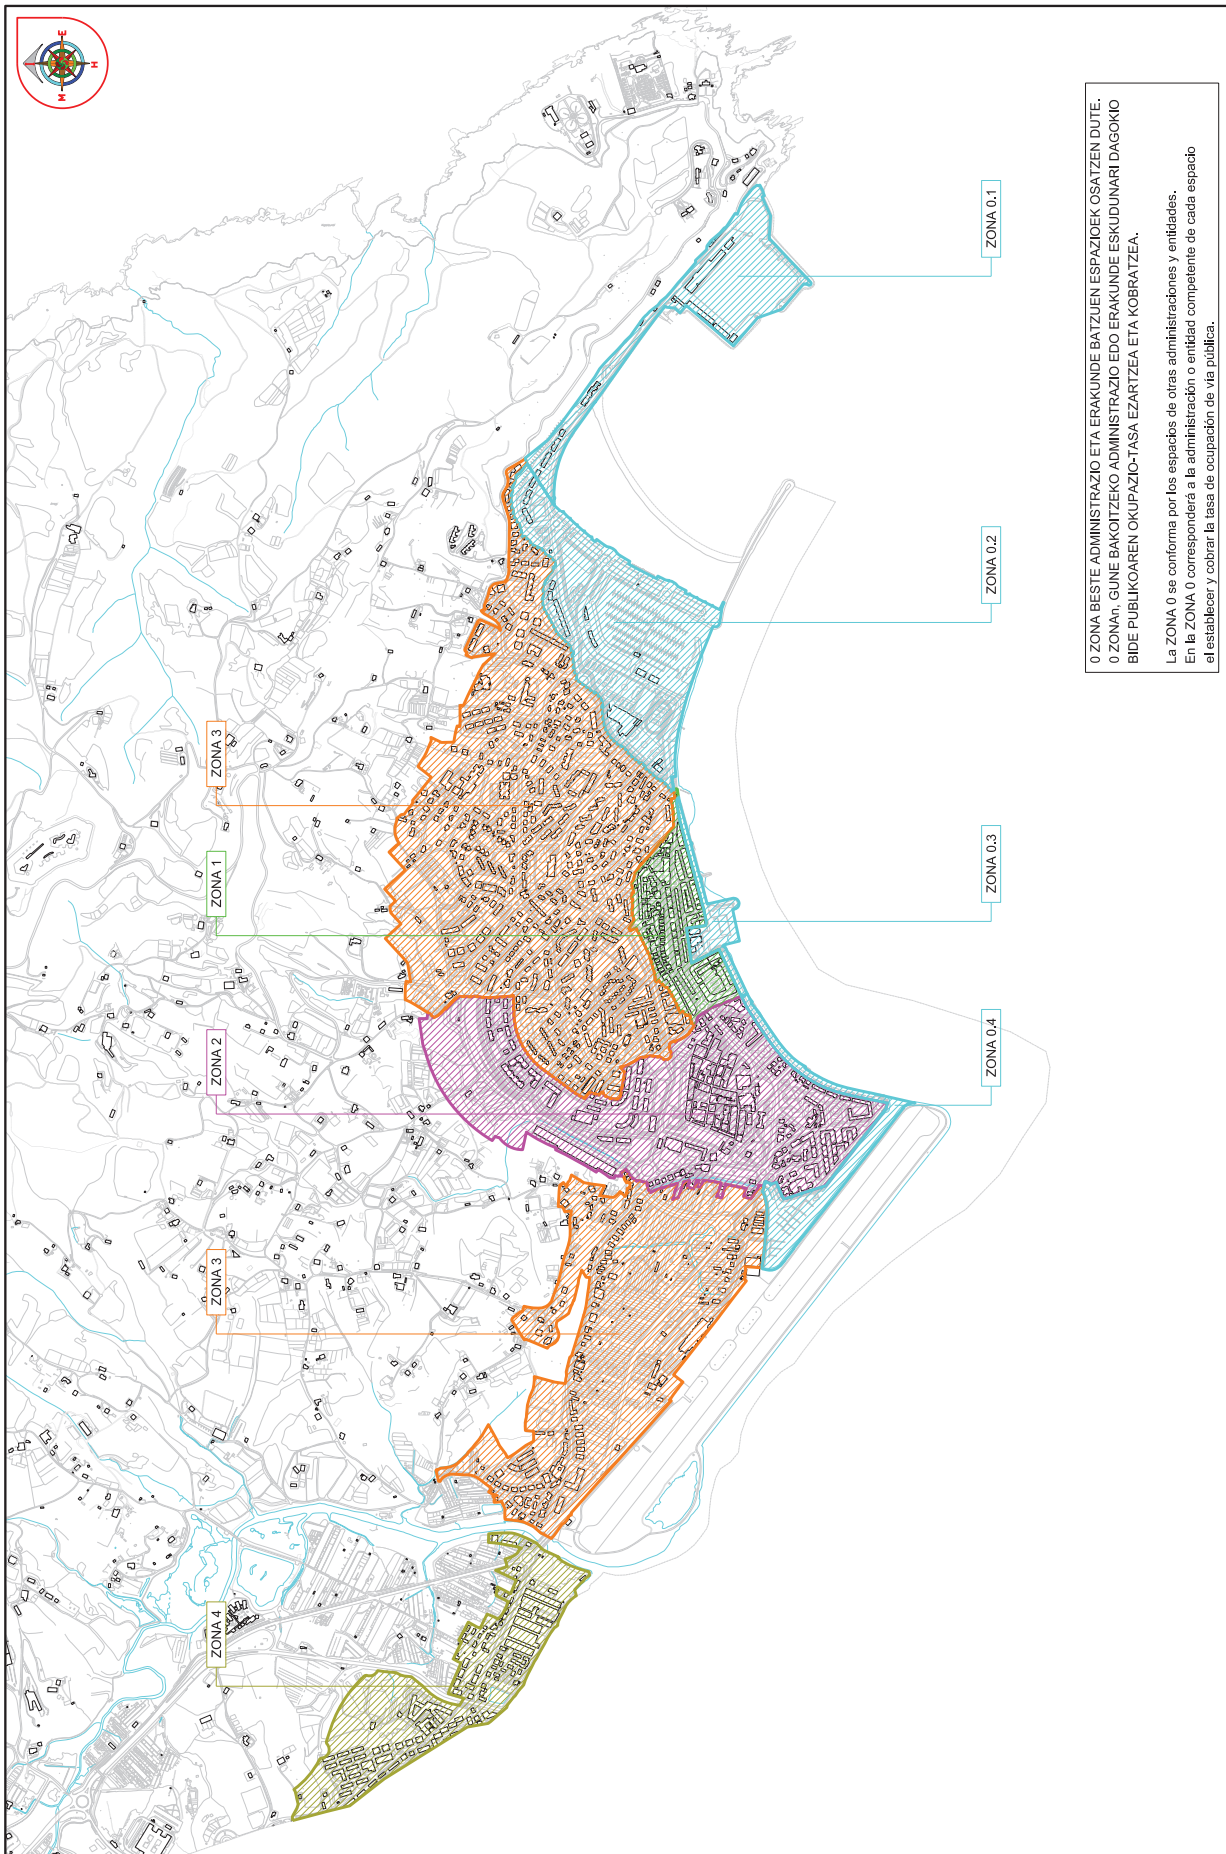 ZONA 4
ZONA 3
ZONA 2
ZONA 1
ZONA 3
ZONA 0.4
ZONA 0.3
ZONA 0.2
ZONA 0.1
0 ZONA BESTE ADMINISTRAZIO ETA ERAKUNDE BATZUEN ESPAZIOEK OSATZEN DUTE.
0 ZONAn, GUNE BAKOITZEKO ADMINISTRAZIO EDO ERAKUNDE ESKUDUNARI DAGOKIO
BIDE PUBLIKOAREN OKUPAZIO-TASA EZARTZEA ETA KOBRATZEA.
La ZONA 0 se conforma por los espacios de otras administraciones y entidades.
En la ZONA 0 corresponderá a la administración o entidad competente de cada espacio
el establecer y cobrar la tasa de ocupación de vía pública.
I
E
M
H